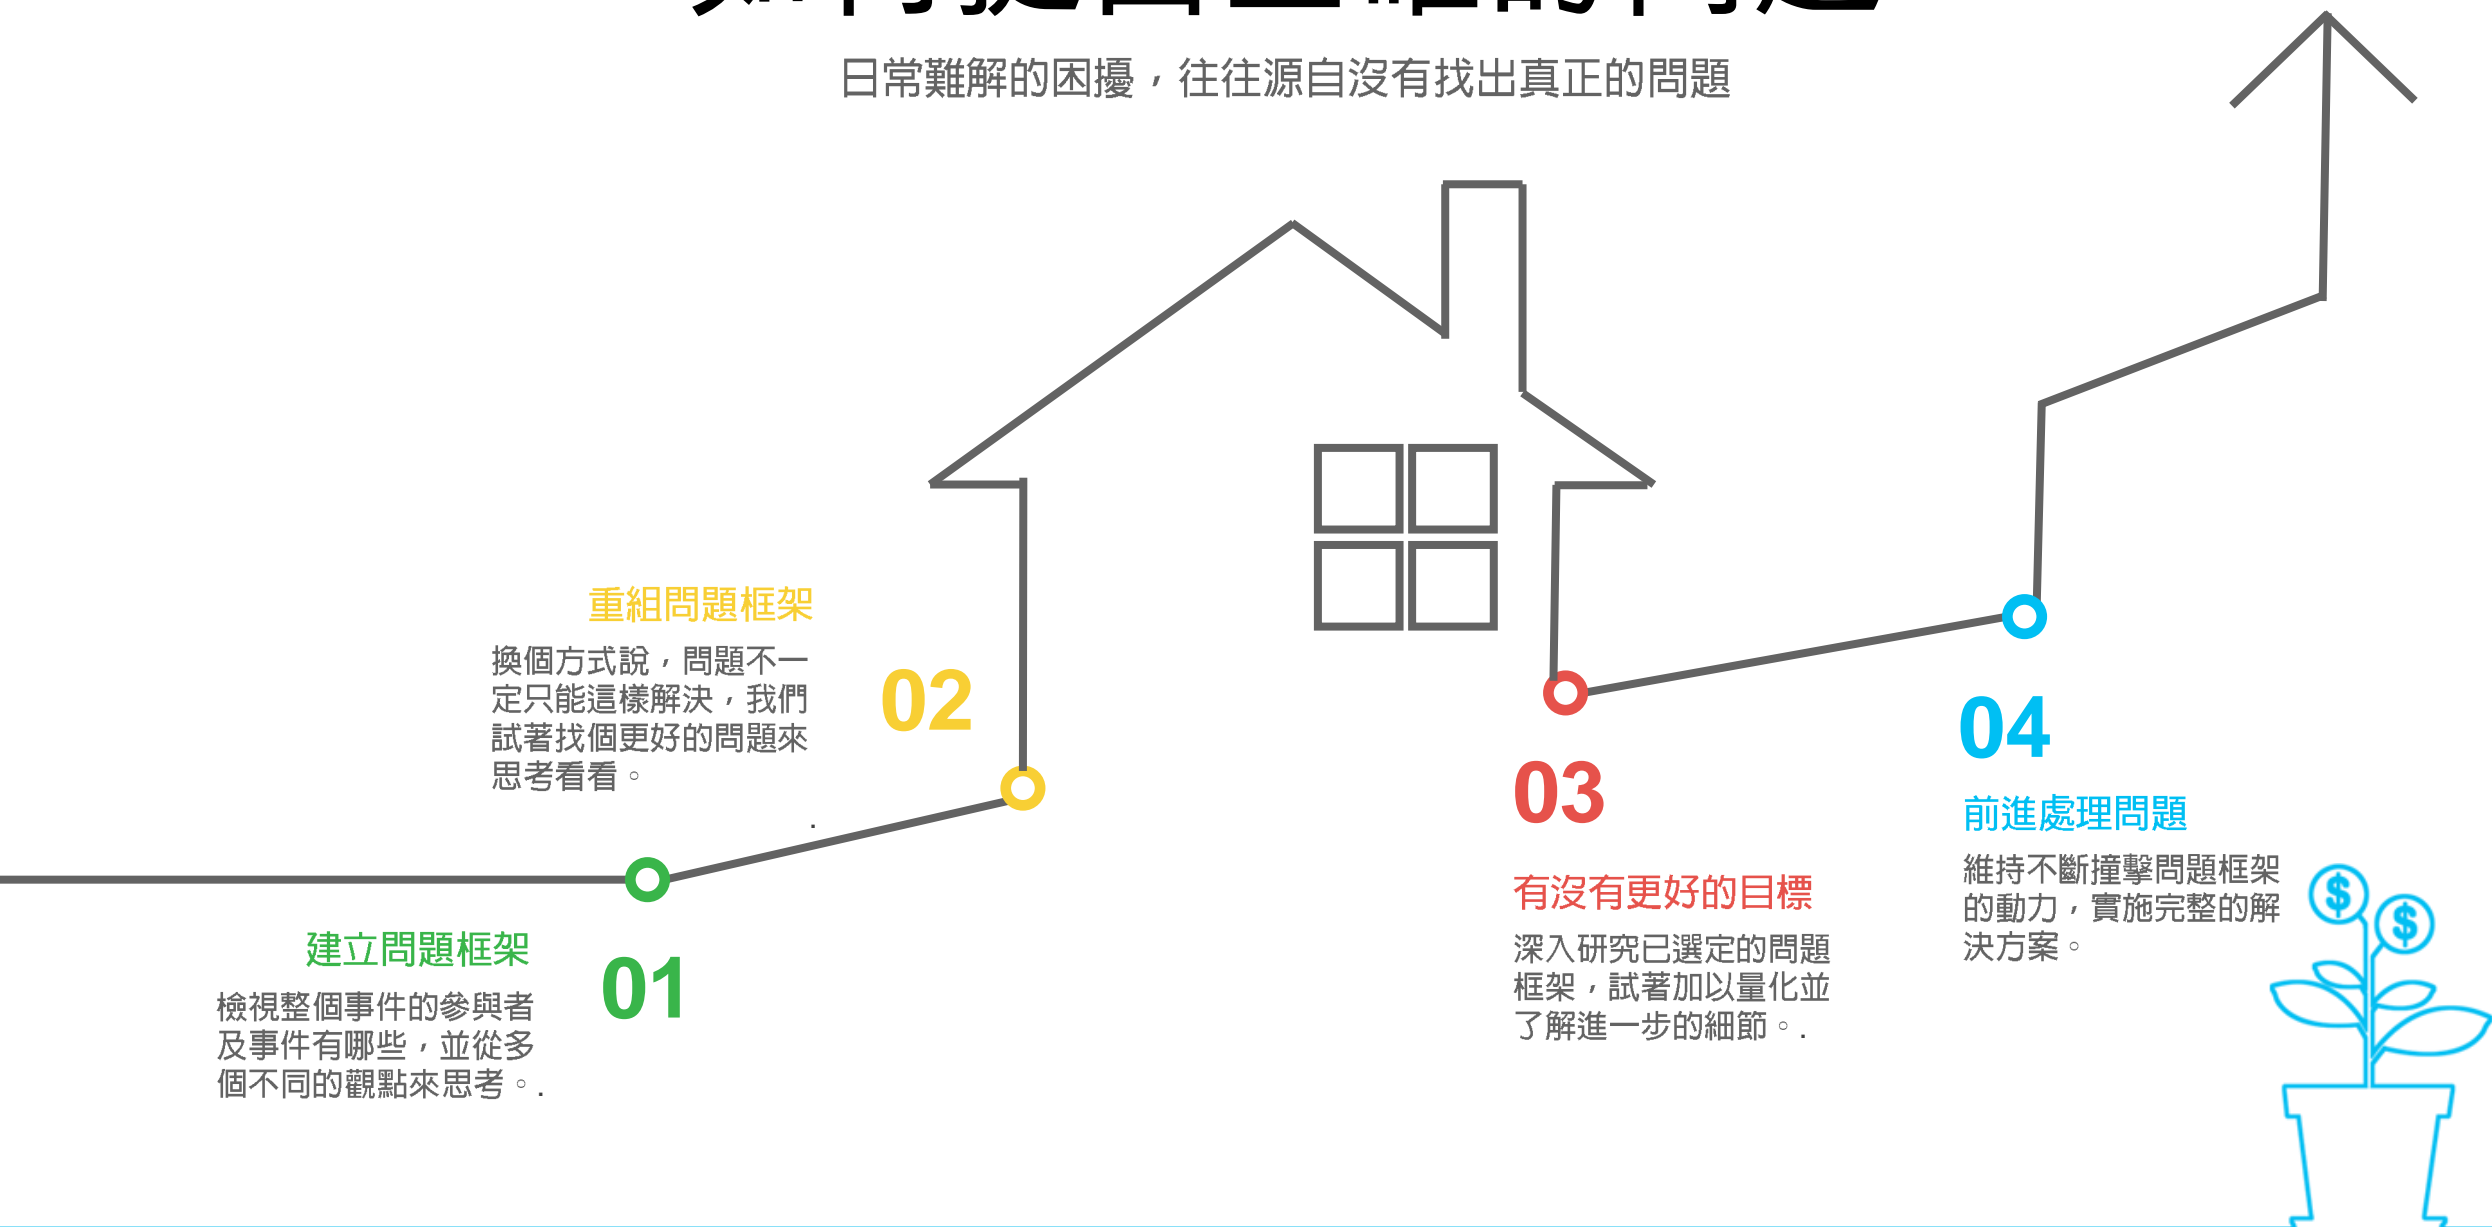 日常難解的困擾，往往源自沒有找出真正的問題
重組問題框架
換個方式說，問題不一
定只能這樣解決，我們
試著找個更好的問題來
思考看看。
.
02
建立問題框架
01
檢視整個事件的參與者
及事件有哪些，並從多
個不同的觀點來思考。.
03
有沒有更好的目標
深入研究已選定的問題
框架，試著加以量化並
了解進一步的細節。.
04
前進處理問題
維持不斷撞擊問題框架
的動力，實施完整的解
決方案。
$
$